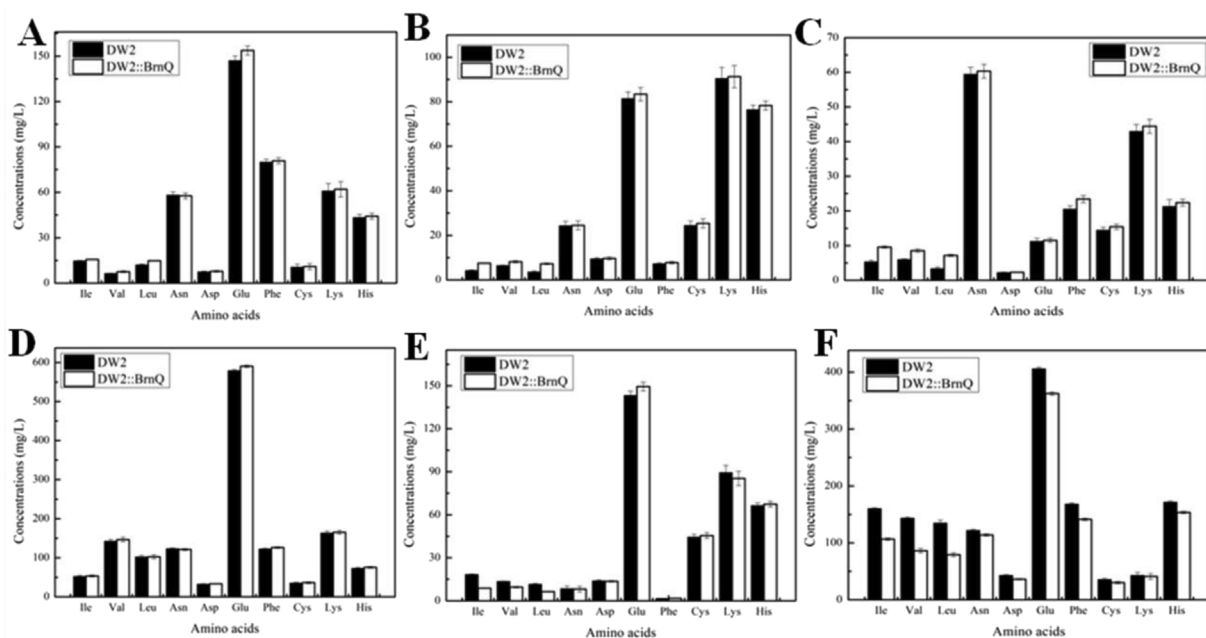 A
DW2
DW2::BrnQ
Concentrations (mg/L)
150
120
90
60
30
0
Ile Val Leu Asn Asp Glu Phe Cys Lys His
Amino acids
B
DW2
DW2::BrnQ
Concentrations (mg/L)
100
80
60
40
20
0
Ile Val Leu Asn Asp Glu Phe Cys Lys His
Amino acids
C
DW2
DW2::BrnQ
Concentrations (mg/L)
70
60
50
40
30
20
10
0
Ile Val Leu Asn Asp Glu Phe Cys Lys His
Amino acids
D
DW2
DW2::BrnQ
Concentrations (mg/L)
600
500
400
300
200
100
0
Ile Val Leu Asn Asp Glu Phe Cys Lys His
Amino acids
E
DW2
DW2::BrnQ
Concentrations (mg/L)
150
120
90
60
30
0
Ile Val Leu Asn Asp Glu Phe Cys Lys His
Amino acids
F
DW2
DW2::BrnQ
Concentrations (mg/L)
400
300
200
100
0
Ile Val Leu Asn Asp Glu Phe Cys Lys His
Amino acids